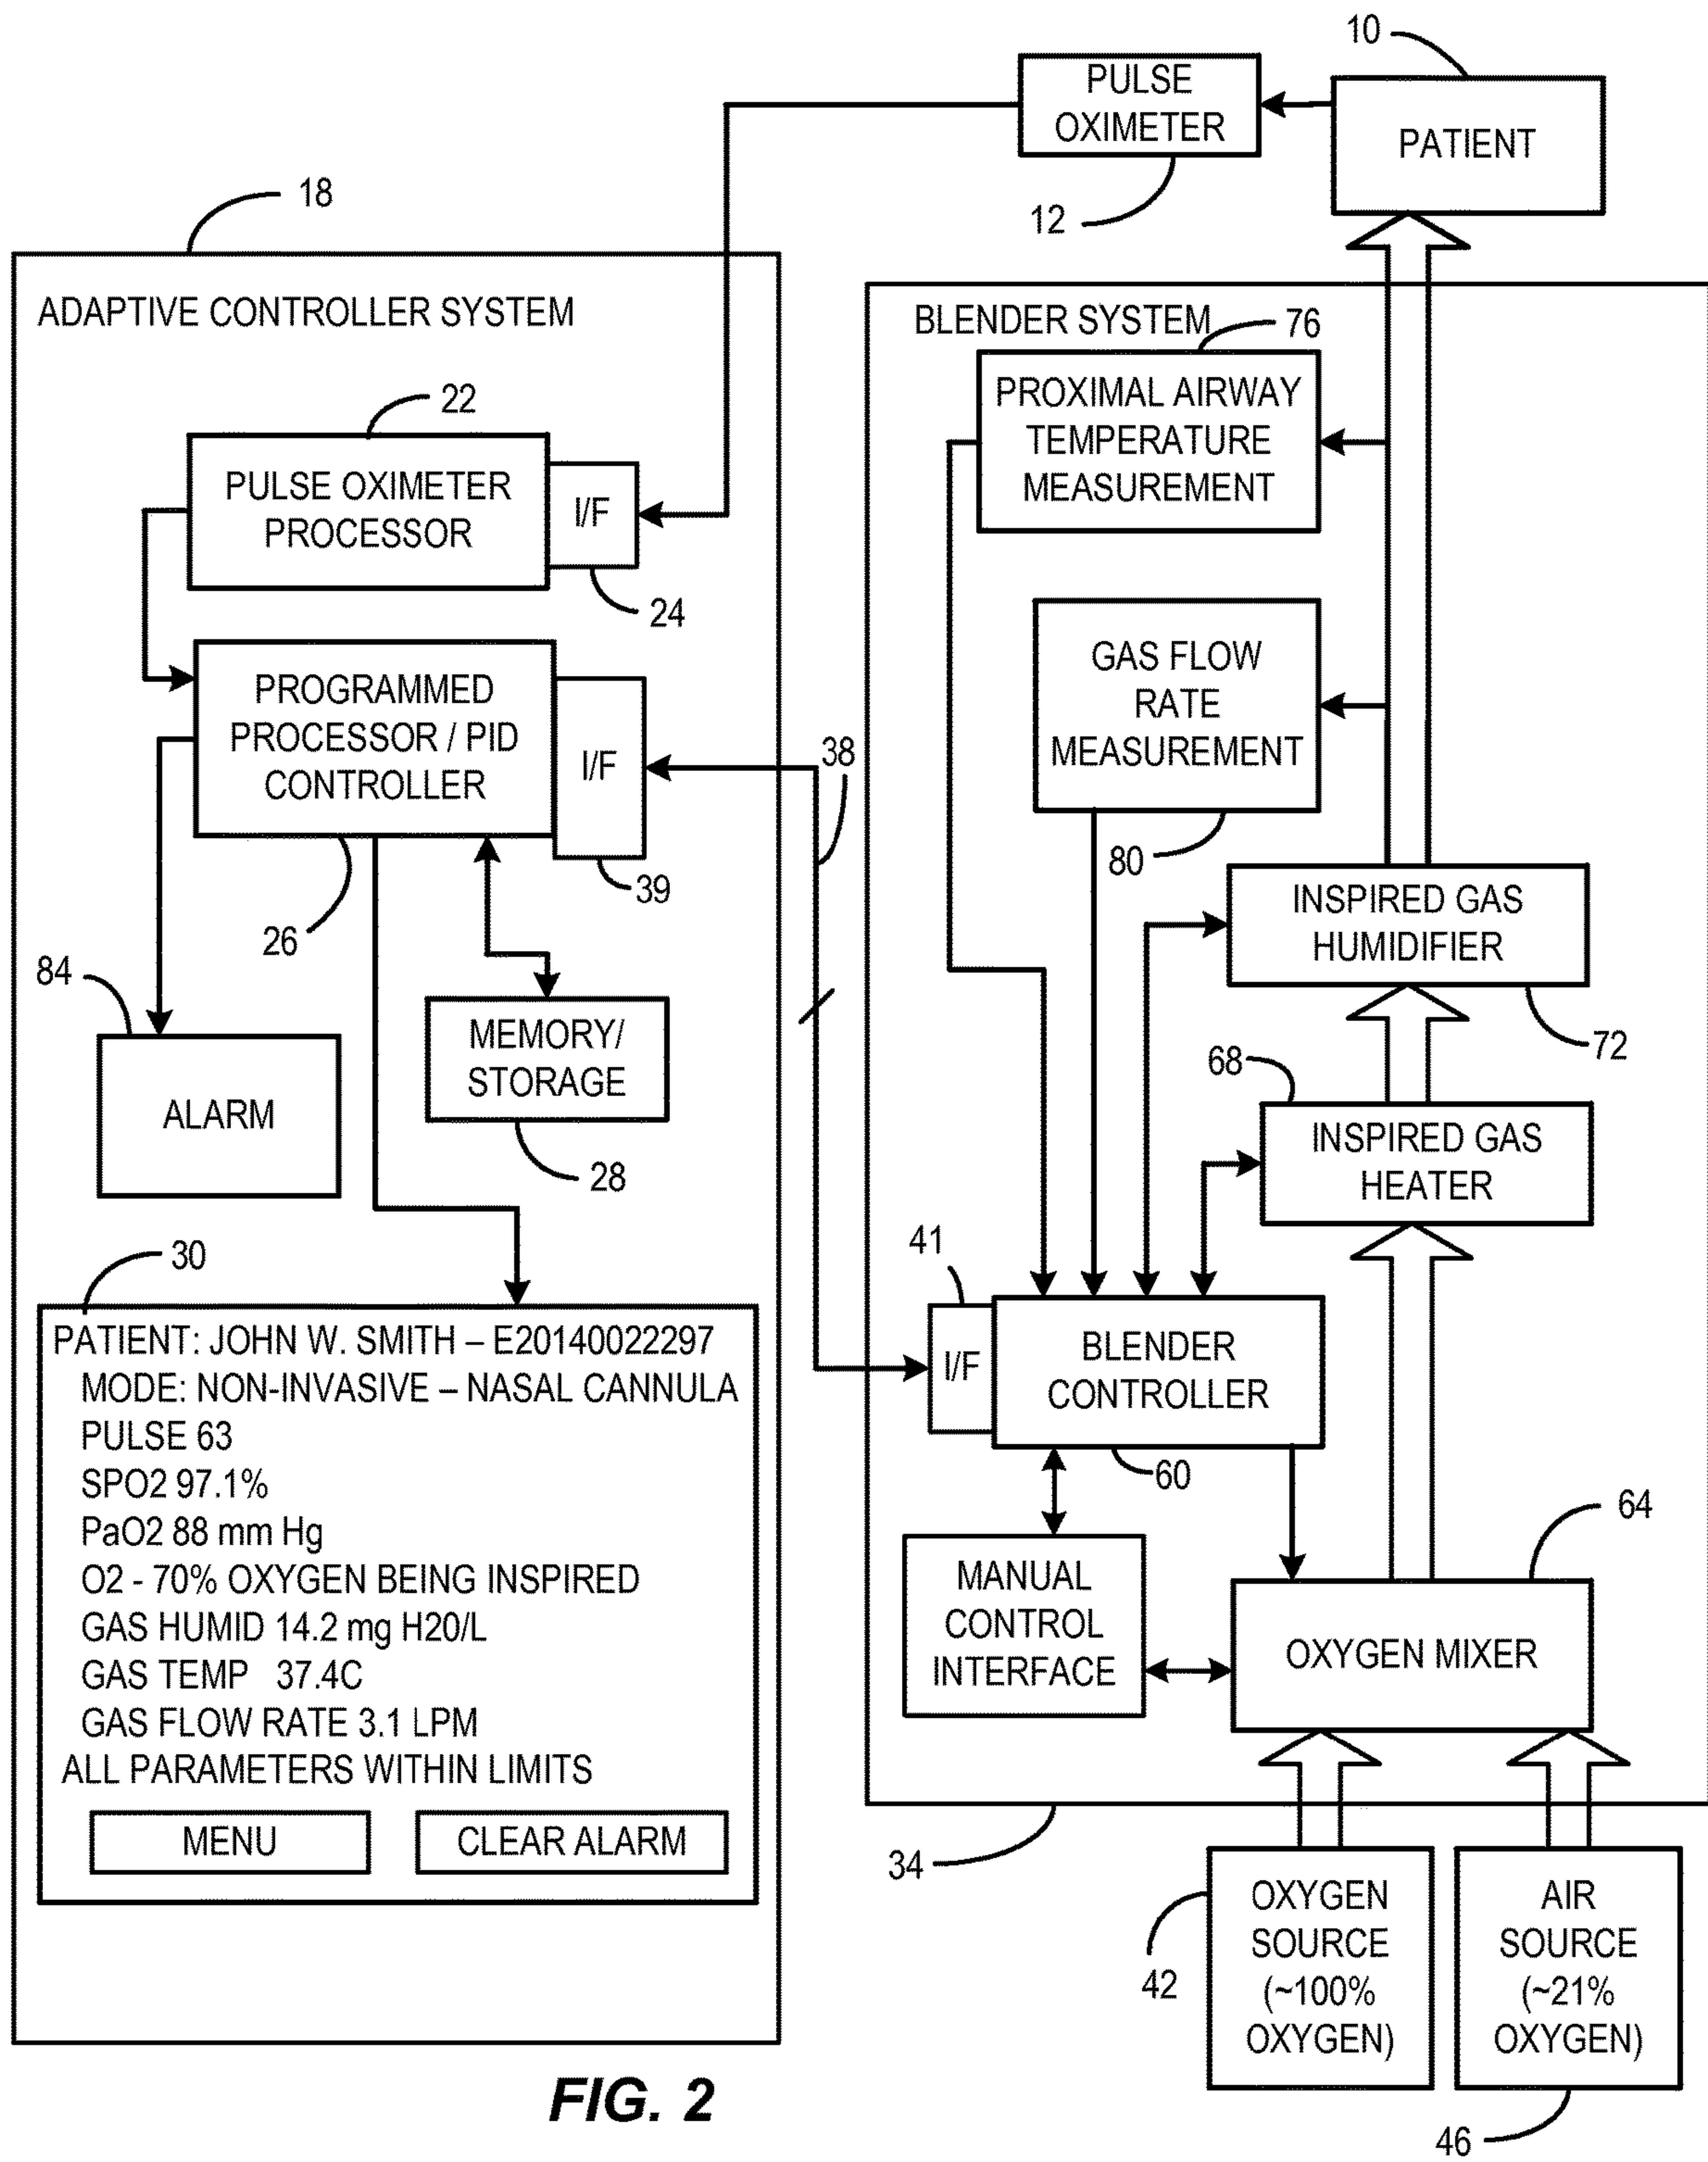 10
PULSE
OXIMETER
PATIENT
12
18
ADAPTIVE CONTROLLER SYSTEM
BLENDER SYSTEM
76
PROXIMAL AIRWAY
TEMPERATURE
MEASUREMENT
22
PULSE OXIMETER
PROCESSOR
I/F
24
GAS FLOW
RATE
MEASUREMENT
80
PROGRAMMED
PROCESSOR / PID
CONTROLLER
I/F
38
39
26
INSPIRED GAS
HUMIDIFIER
72
84
ALARM
MEMORY/
STORAGE
28
68
INSPIRED GAS
HEATER
41
I/F
BLENDER
CONTROLLER
60
30
PATIENT: JOHN W. SMITH – E20140022297
MODE: NON-INVASIVE – NASAL CANNULA
PULSE 63
SPO2 97.1%
PaO2 88 mm Hg
O2 - 70% OXYGEN BEING INSPIRED
GAS HUMID 14.2 mg H20/L
GAS TEMP 37.4C
GAS FLOW RATE 3.1 LPM
ALL PARAMETERS WITHIN LIMITS
MENU
CLEAR ALARM
MANUAL
CONTROL
INTERFACE
64
OXYGEN MIXER
34
42
OXYGEN
SOURCE
(~100%
OXYGEN)
AIR
SOURCE
(~21%
OXYGEN)
46
FIG. 2